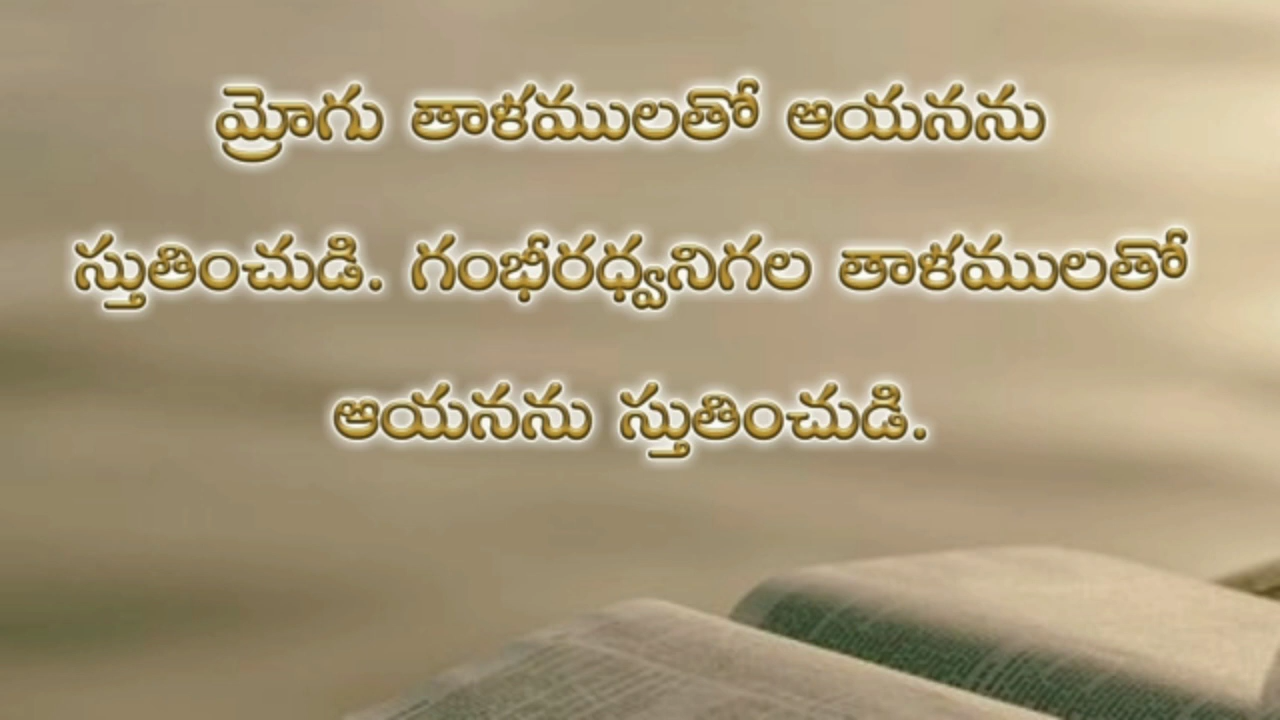 మ్రోగు తాళములతో ఆయనను
స్తుతించుడి. గంభీరధ్వనిగల తాళములతో
ఆయనను స్తుతించుడి.